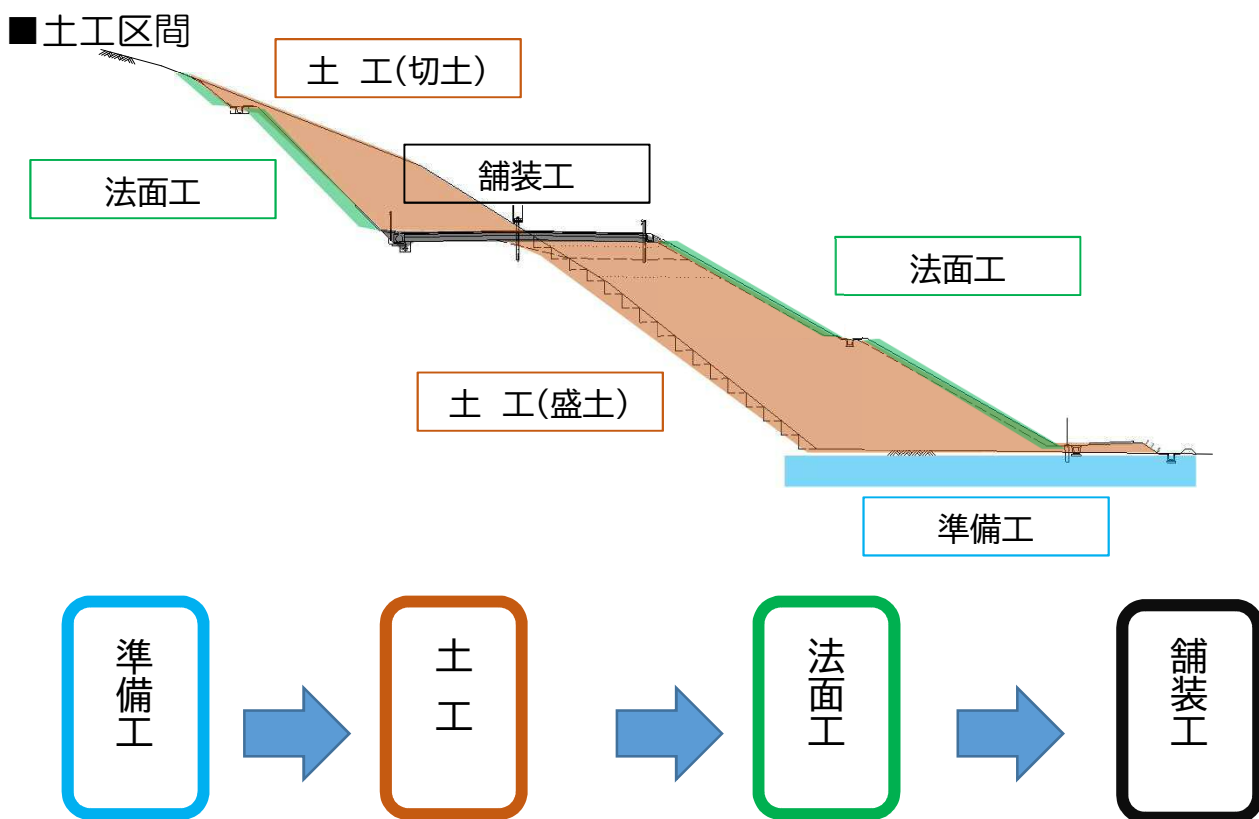 ■土工区間
土 工(切土)
舗装工
法面工
法面工
土 工(盛土)
準備工
準備工
土工
法面工
舗装工